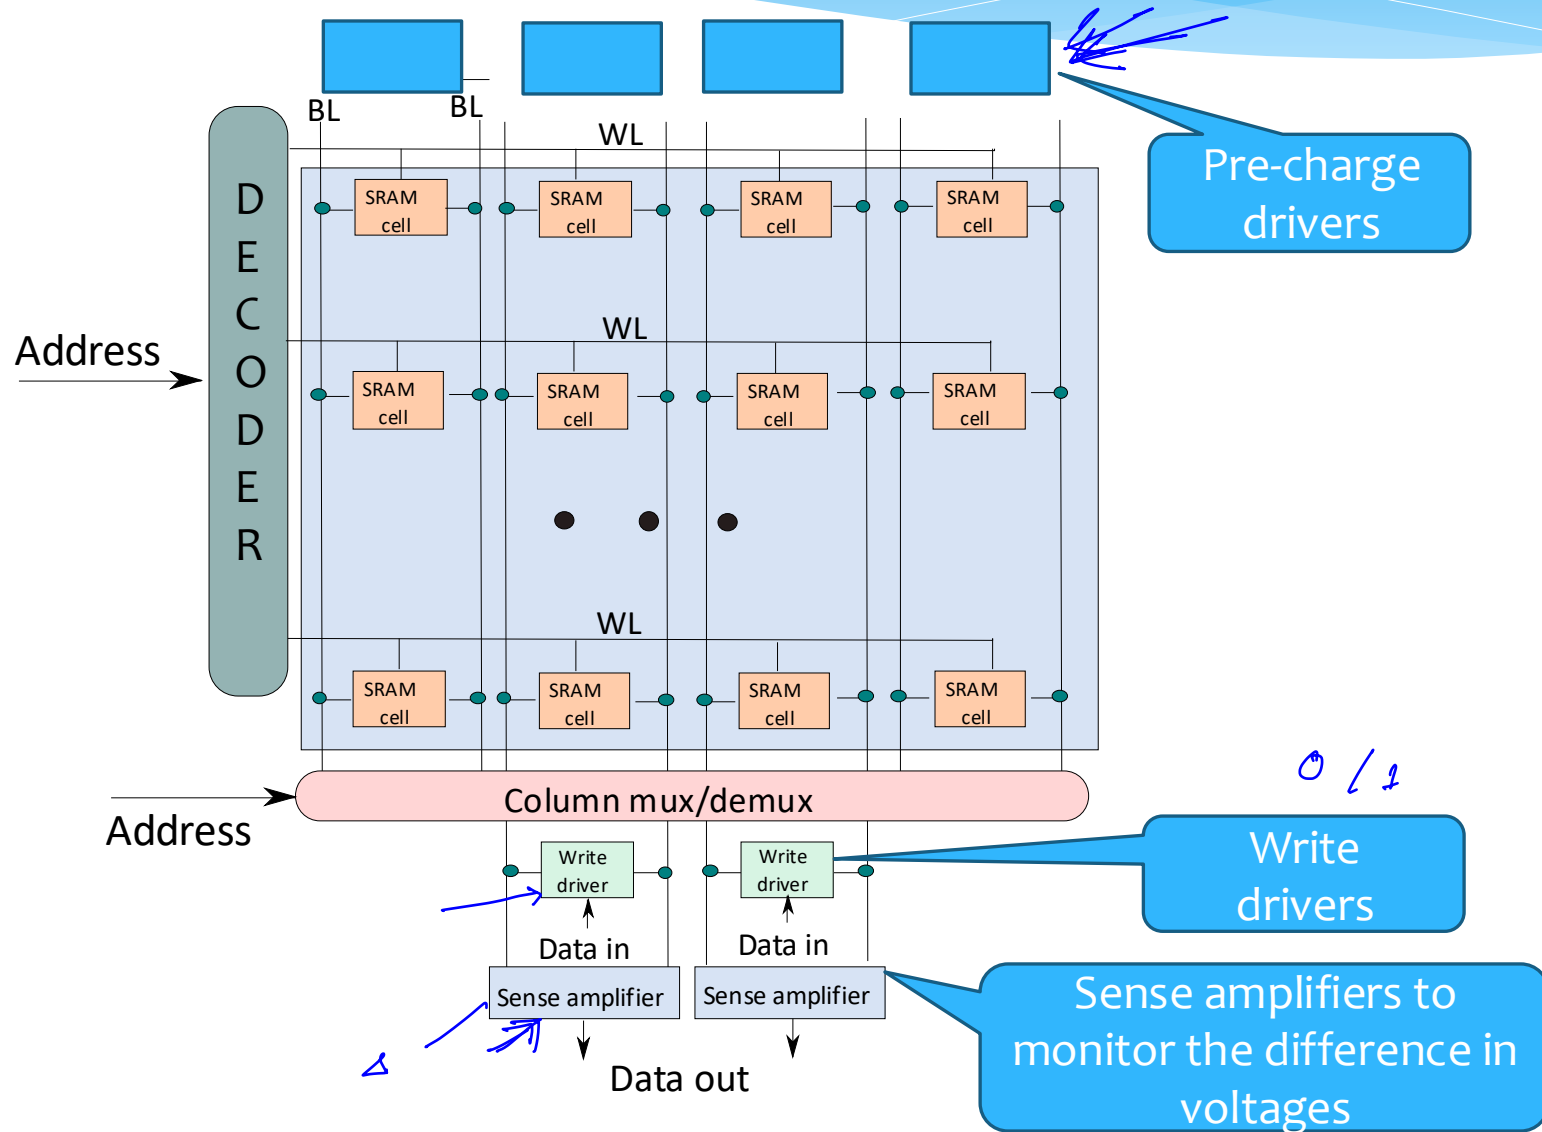 BL
BL
WL
Pre-charge
drivers
D
E
C
O
D
E
R
SRAM
cell
SRAM
cell
SRAM
cell
SRAM
cell
Address
WL
SRAM
cell
SRAM
cell
SRAM
cell
SRAM
cell
WL
SRAM
cell
SRAM
cell
SRAM
cell
SRAM
cell
0 / 1
Column mux/demux
Address
Write
driver
Write
driver
Write
drivers
Data in
Data in
Sense amplifier
Sense amplifier
Sense amplifiers to
monitor the difference in
voltages
Data out